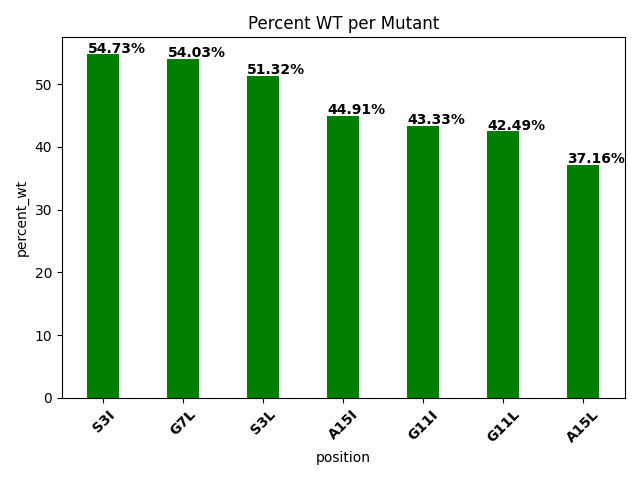 Percent WT per Mutant
54.73%
54.03%
51.32%
44.91%
43.33%
42.49%
37.16%
percent_wt
50
40
30
20
10
0
S3I
G7L
S3L
A15I
G11I
G11L
A15L
position